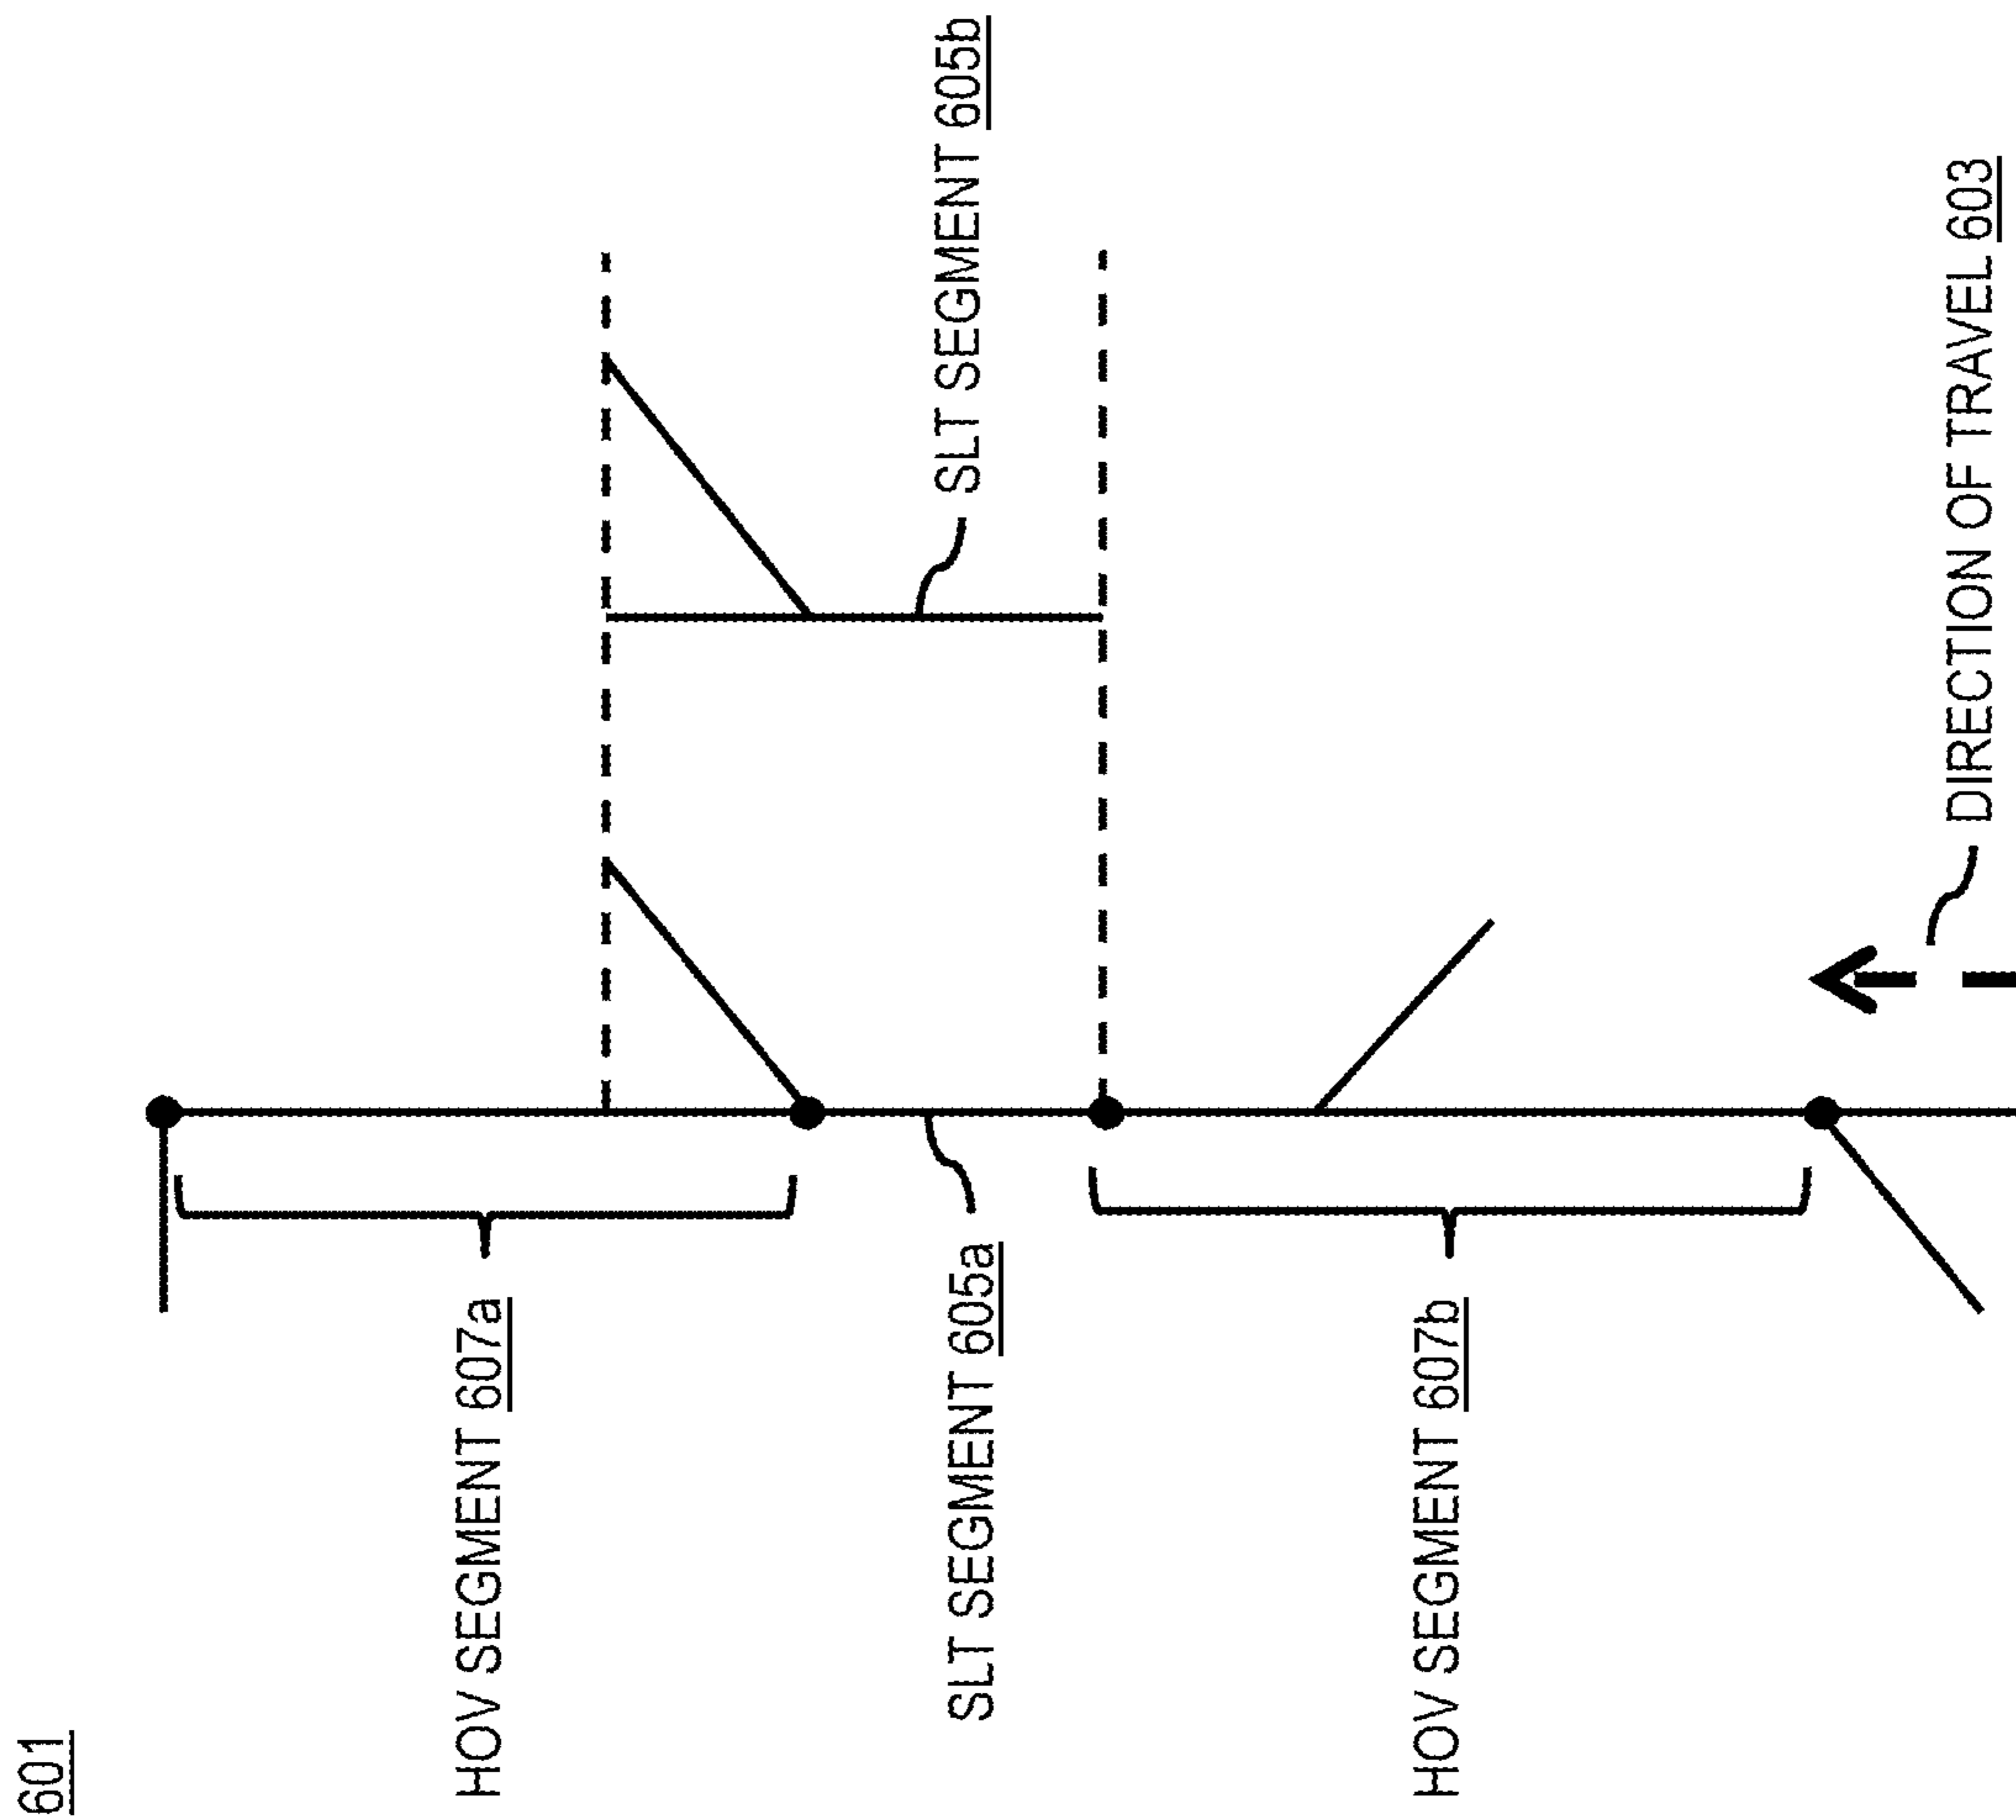 601
HOV SEGMENT 607a
SLT SEGMENT 605a
HOV SEGMENT 607b
SLT SEGMENT 605b
DIRECTION OF TRAVEL 603